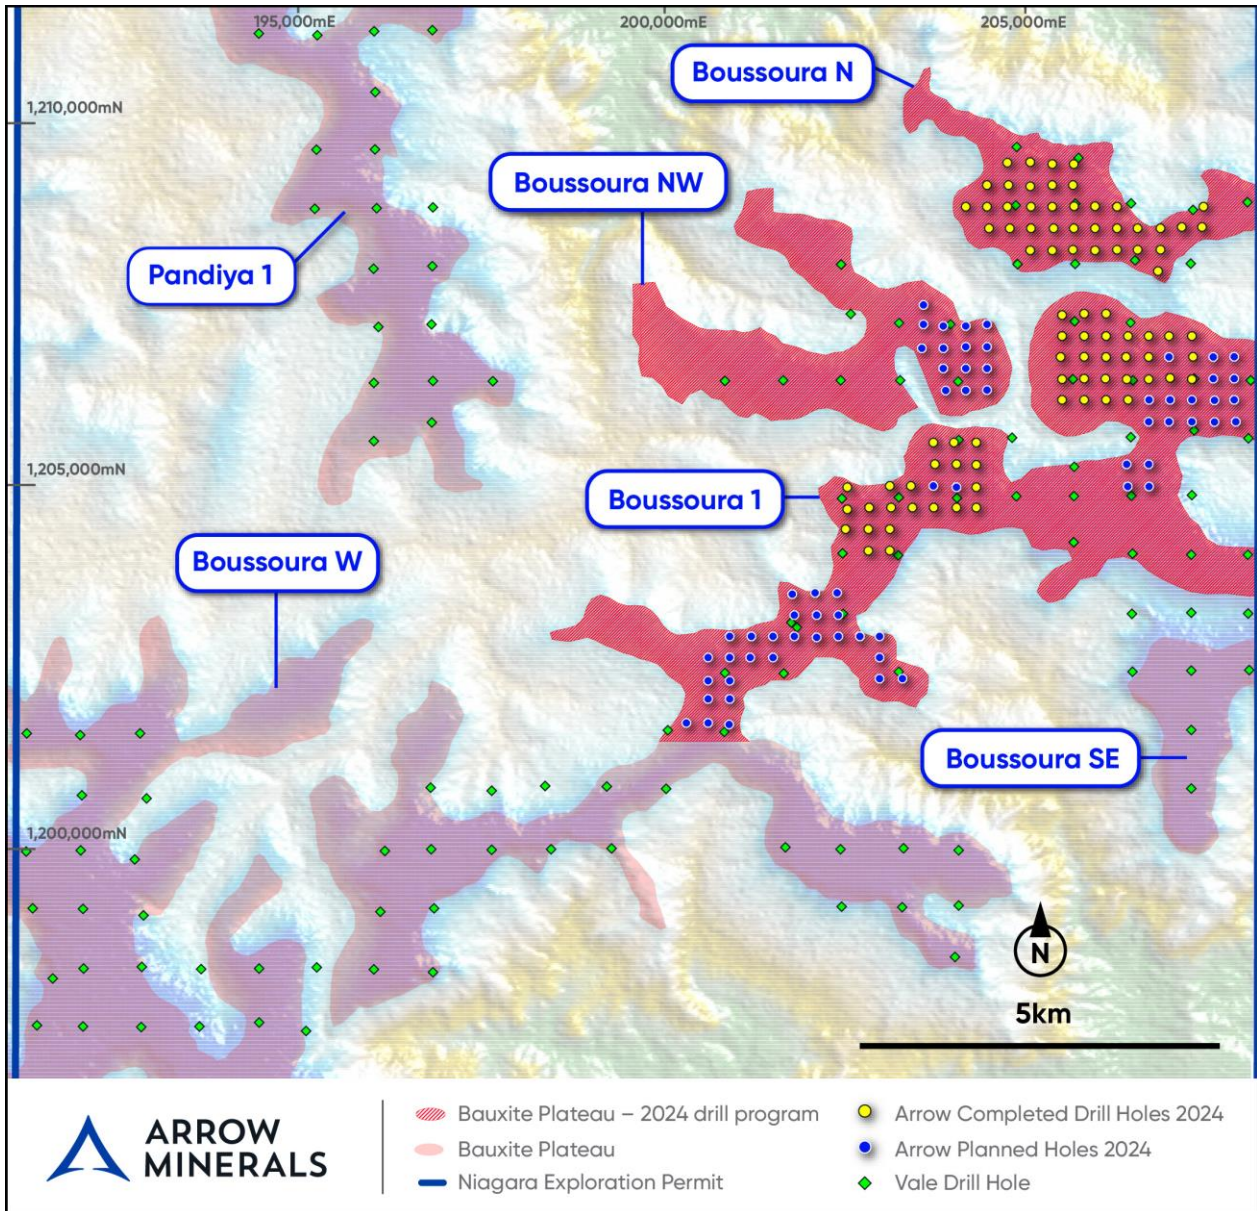 195,000mE
200,000mE
205,000mE
Boussoura N
1,210,000mN
Boussoura NW
Pandiya 1
1,205,000mN
Boussoura 1
Boussoura W
Boussoura SE
1,200,000mN
N
5km
ARROW
MINERALS
Bauxite Plateau – 2024 drill program
Bauxite Plateau
Niagara Exploration Permit
Arrow Completed Drill Holes 2024
Arrow Planned Holes 2024
Vale Drill Hole